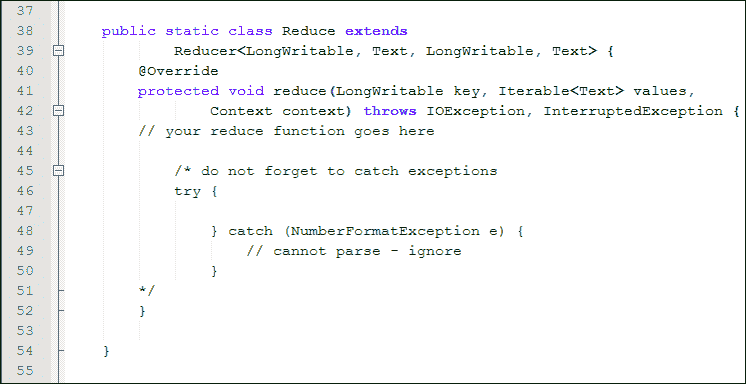 37
38 public static class Reduce extends
39 Reducer<LongWritable, Text, LongWritable, Text> {
40 @Override
41 protected void reduce(LongWritable key, Iterable<Text> values,
42 Context context) throws IOException, InterruptedException {
43 // your reduce function goes here
44
45 /* do not forget to catch exceptions
46 try {
47
48 } catch (NumberFormatException e) {
49 // cannot parse - ignore
50 }
51 */
52 }
53
54 }
55